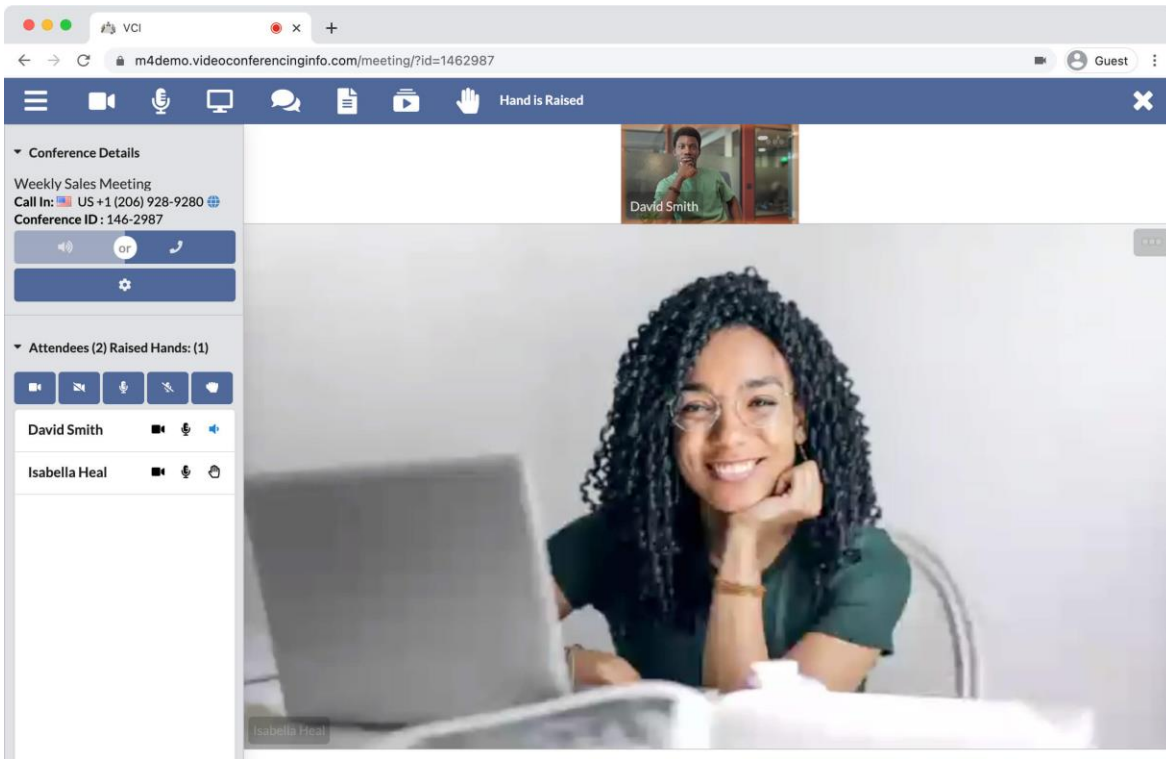 VCI
m4demo.videoconferencinginfo.com/meeting/?id=1462987
Guest
Hand is Raised
Conference Details
Weekly Sales Meeting
Call In: US +1 (206) 928-9280
Conference ID : 146-2987
or
Attendees (2) Raised Hands: (1)
David Smith
Isabella Heal
David Smith
Isabella Heal